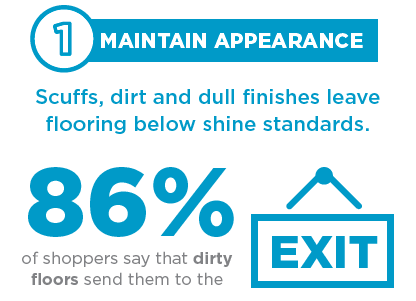 1 MAINTAIN APPEARANCE
Scuffs, dirt and dull finishes leave
flooring below shine standards.
86%
of shoppers say that dirty
floors send them to the
EXIT